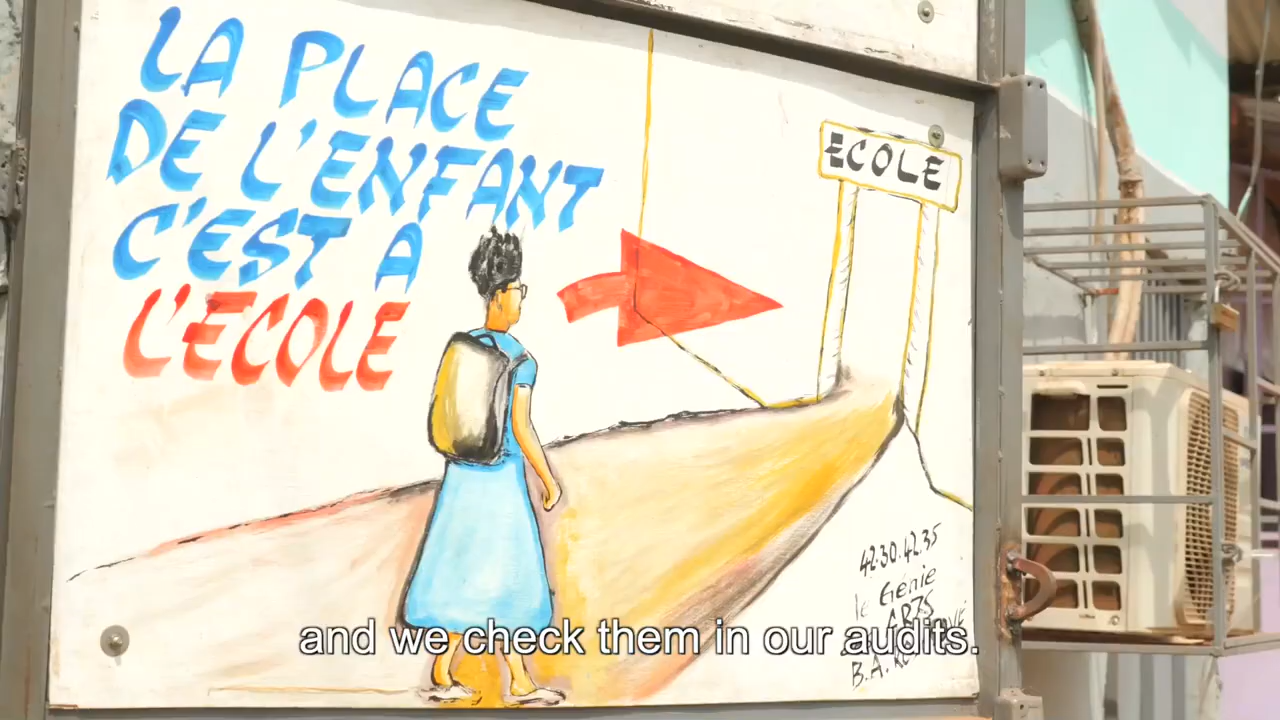 LA PLACE
DE L'ENFANT
C'EST A
L'ECOLE
ECOLE
42.30.42.35
le Génie
ARTS
B.A.
and we check them in our audits.